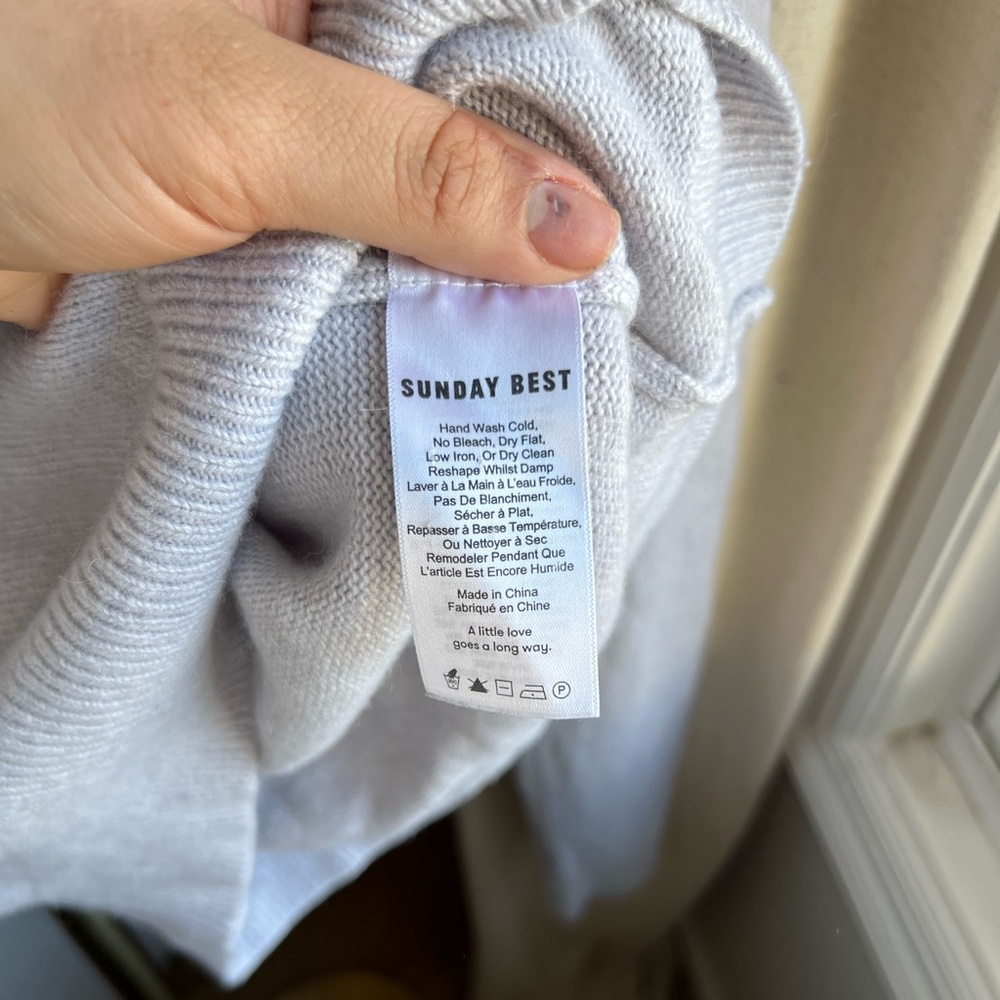 SUNDAY BEST
Hand Wash Cold,
No Bleach, Dry Flat,
Low Iron, Or Dry Clean
Reshape Whilst Damp
Laver à La Main à L'eau Froide,
Pas De Blanchiment,
Sécher à Plat,
Repasser à Basse Température,
Ou Nettoyer à Sec
Remodeler Pendant Que
L'article Est Encore Humide
Made in China
Fabriqué en Chine
A little love
goes a long way.
P